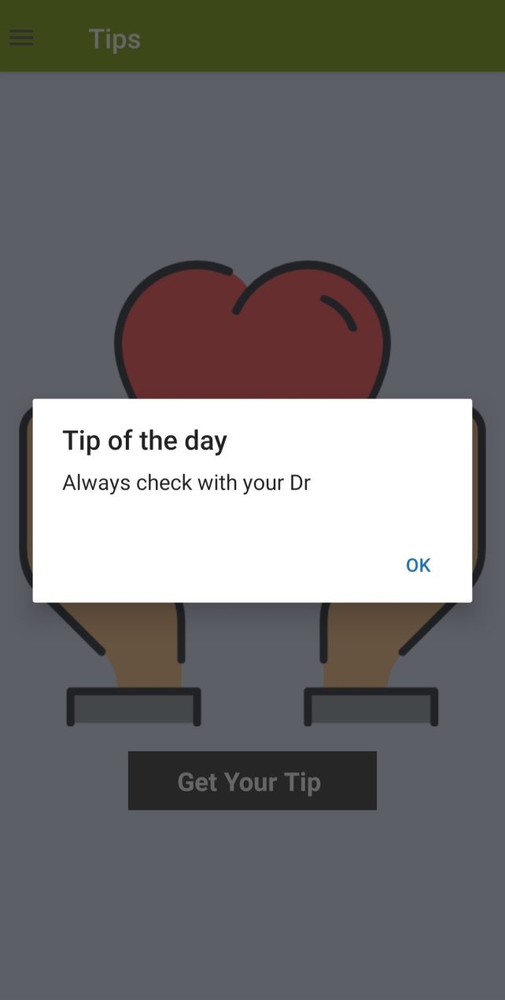 Tips
Tip of the day
Always check with your Dr
OK
Get Your Tip